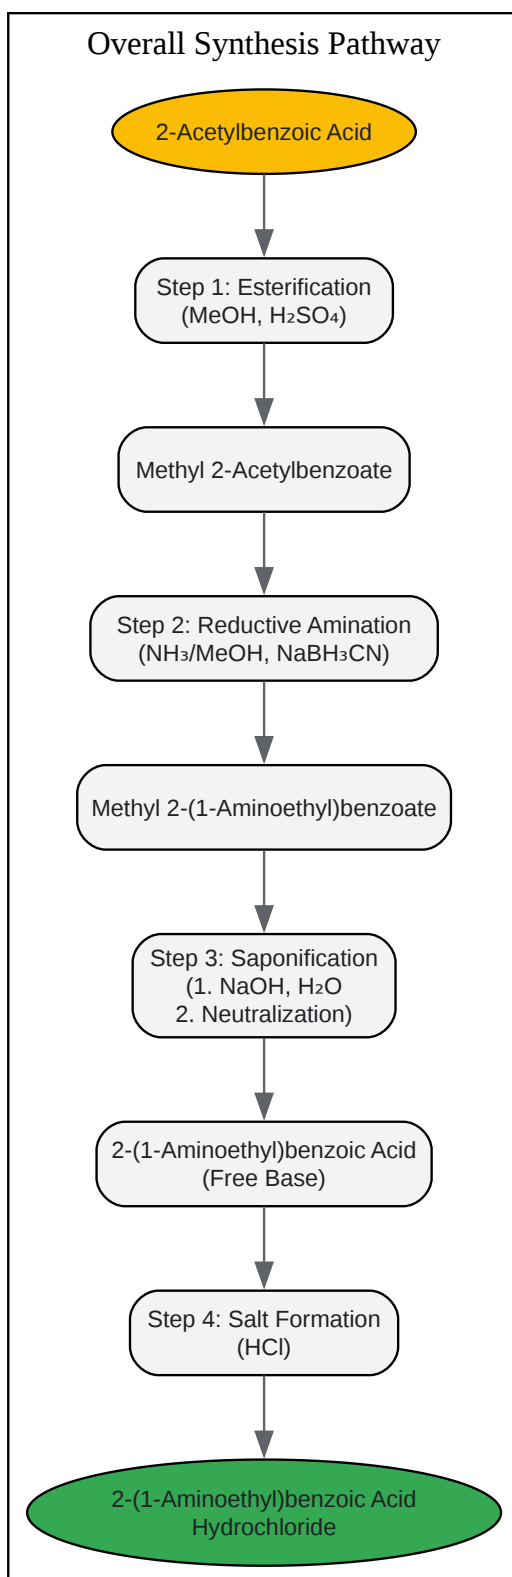 Overall Synthesis Pathway
2-Acetylbenzoic Acid
Step 1: Esterification
(MeOH, H₂SO₄)
Methyl 2-Acetylbenzoate
Step 2: Reductive Amination
(NH₃/MeOH, NaBH₃CN)
Methyl 2-(1-Aminoethyl)benzoate
Step 3: Saponification
(1. NaOH, H₂O
2. Neutralization)
2-(1-Aminoethyl)benzoic Acid
(Free Base)
Step 4: Salt Formation
(HCl)
2-(1-Aminoethyl)benzoic Acid
Hydrochloride